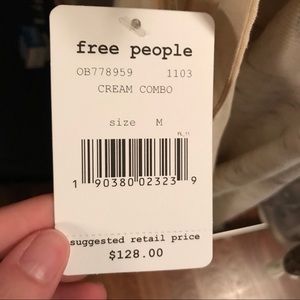 free people
OB778959 1103
CREAM COMBO
size M
1 90380 02323 9
suggested retail price
$128.00